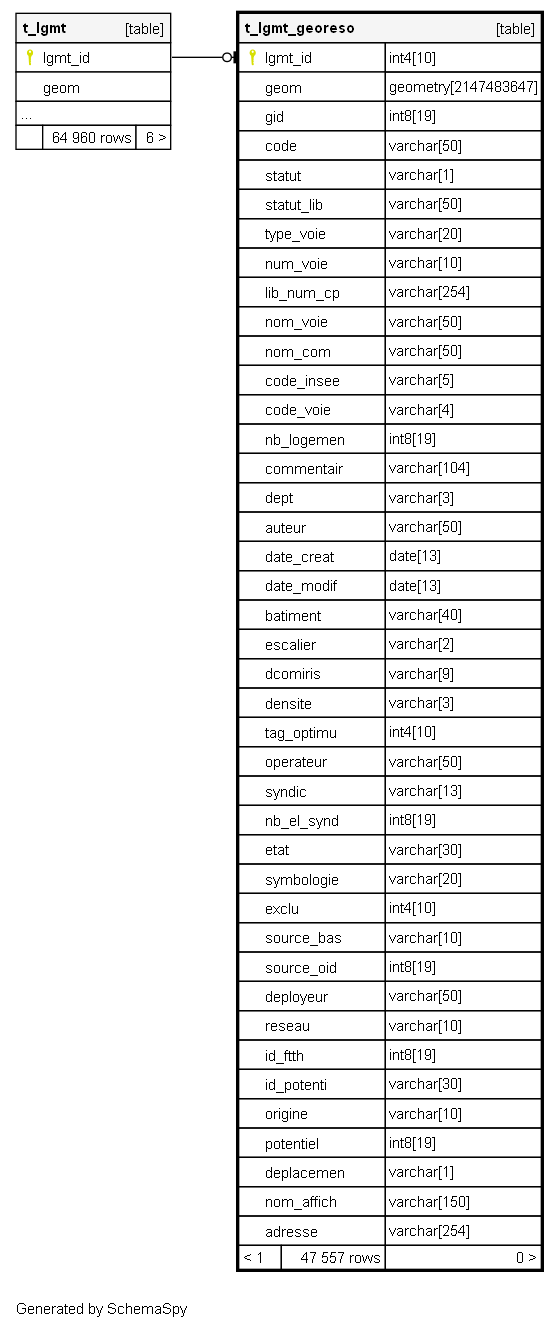 t_lgmt [table]
lgmt_id
geom
...
64 960 rows 6 >
t_lgmt_georeso [table]
lgmt_id int4[10]
geom geometry[2147483647]
gid int8[19]
code varchar[50]
statut varchar[1]
statut_lib varchar[50]
type_voie varchar[20]
num_voie varchar[10]
lib_num_cp varchar[254]
nom_voie varchar[50]
nom_com varchar[50]
code_insee varchar[5]
code_voie varchar[4]
nb_logemen int8[19]
commentair varchar[104]
dept varchar[3]
auteur varchar[50]
date_creat date[13]
date_modif date[13]
batiment varchar[40]
escalier varchar[2]
dcomiris varchar[9]
densite varchar[3]
tag_optimu int4[10]
operateur varchar[50]
syndic varchar[13]
nb_el_synd int8[19]
etat varchar[30]
symbologie varchar[20]
exclu int4[10]
source_bas varchar[10]
source_oid int8[19]
deployeur varchar[50]
reseau varchar[10]
id_ftth int8[19]
id_potenti varchar[30]
origine varchar[10]
potentiel int8[19]
deplacemen varchar[1]
nom_affich varchar[150]
adresse varchar[254]
< 1 47 557 rows 0 >
Generated by SchemaSpy